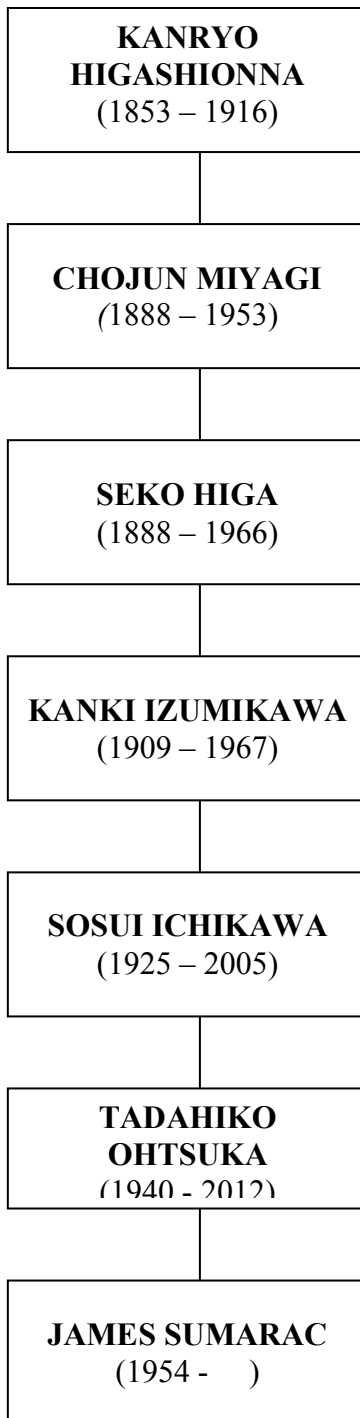 KANRYO
HIGASHIONNA
(1853 – 1916)
CHOJUN MIYAGI
(1888 – 1953)
SEKO HIGA
(1888 – 1966)
KANKI IZUMIKAWA
(1909 – 1967)
SOSUI ICHIKAWA
(1925 – 2005)
TADAHIKO
OHTSUKA
(1940 - 2012)
JAMES SUMARAC
(1954 -    )